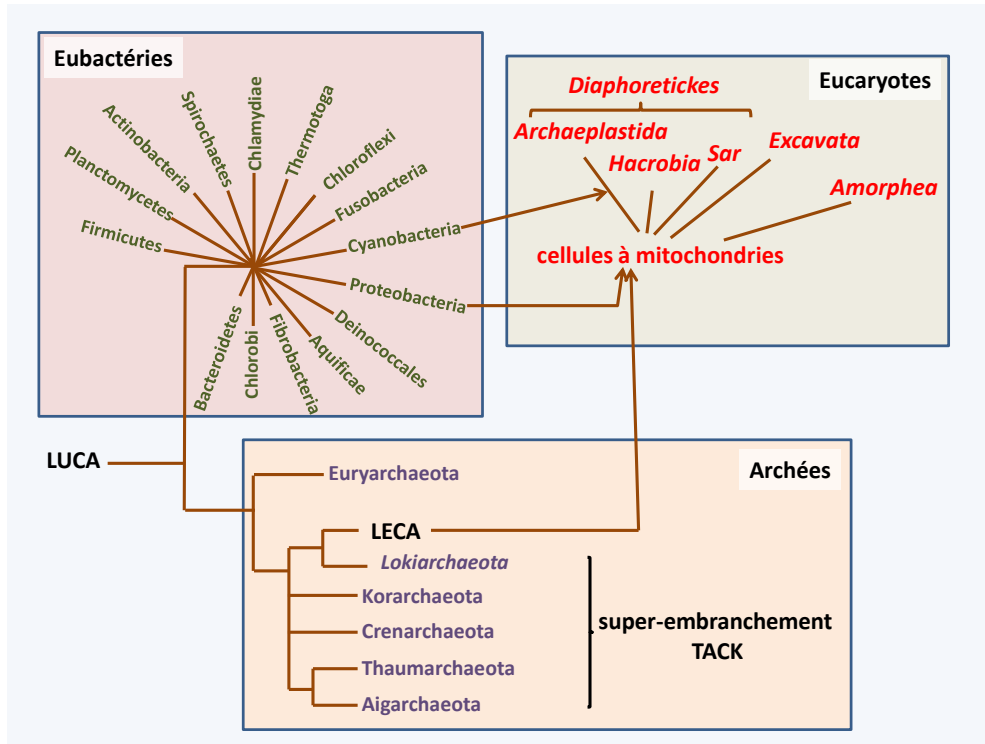 Eubactéries
Firmicutes
Planctomycetes
Actinobacteria
Spirochaetes
Chlamydiae
Thermotoga
Chloroflexi
Fusobacteria
Cyanobacteria
Proteobacteria
Deinococcales
Aquificae
Fibrobacteria
Chlorobi
Bacteroidetes
Eucaryotes
Diaphoretickes
Archaeplastida
Hacrobia
Sar
Excavata
Amorphea
cellules à mitochondries
LUCA
Archées
Euryarchaeota
LECA
Lokiarchaeota
Korarchaeota
Crenarchaeota
Thaumarchaeota
Aigarchaeota
super-embranchement
TACK